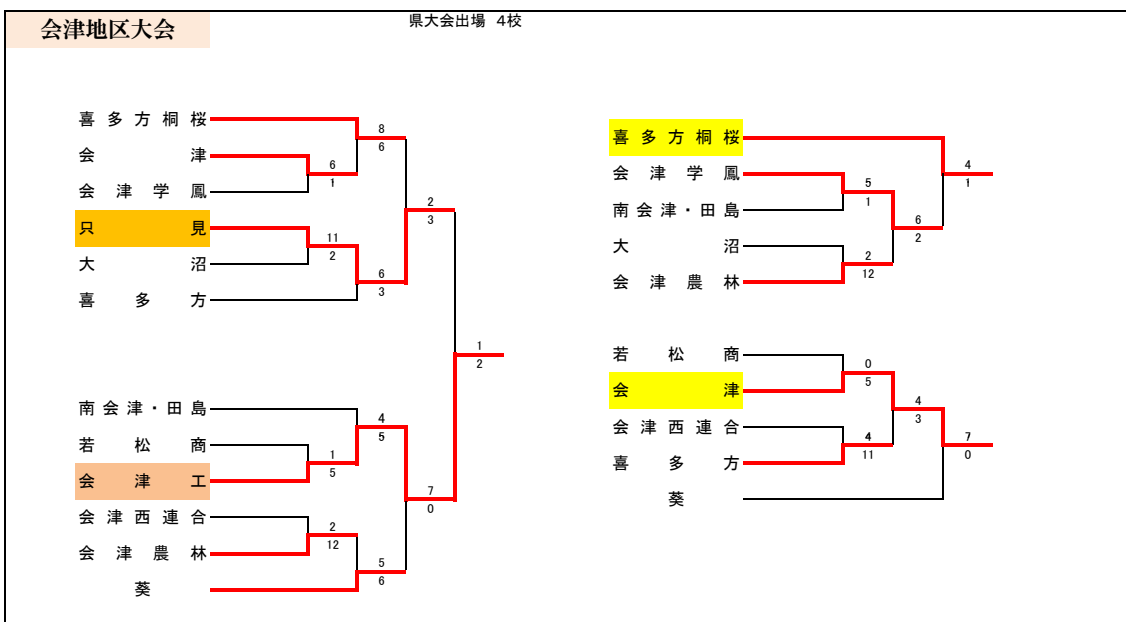 会津地区大会
県大会出場 4校
喜多方桐桜
会津
会津学鳳
只見
大沼
喜多方
8
6
6
1
11
2
6
3
2
3
1
2
南会津・田島
若松商
会津工
会津西連合
会津農林
葵
4
5
1
5
2
12
5
6
7
0
喜多方桐桜
会津学鳳
南会津・田島
大沼
会津農林
5
1
2
12
6
2
4
1
若松商
会津
会津西連合
喜多方
葵
0
5
4
11
4
3
7
0